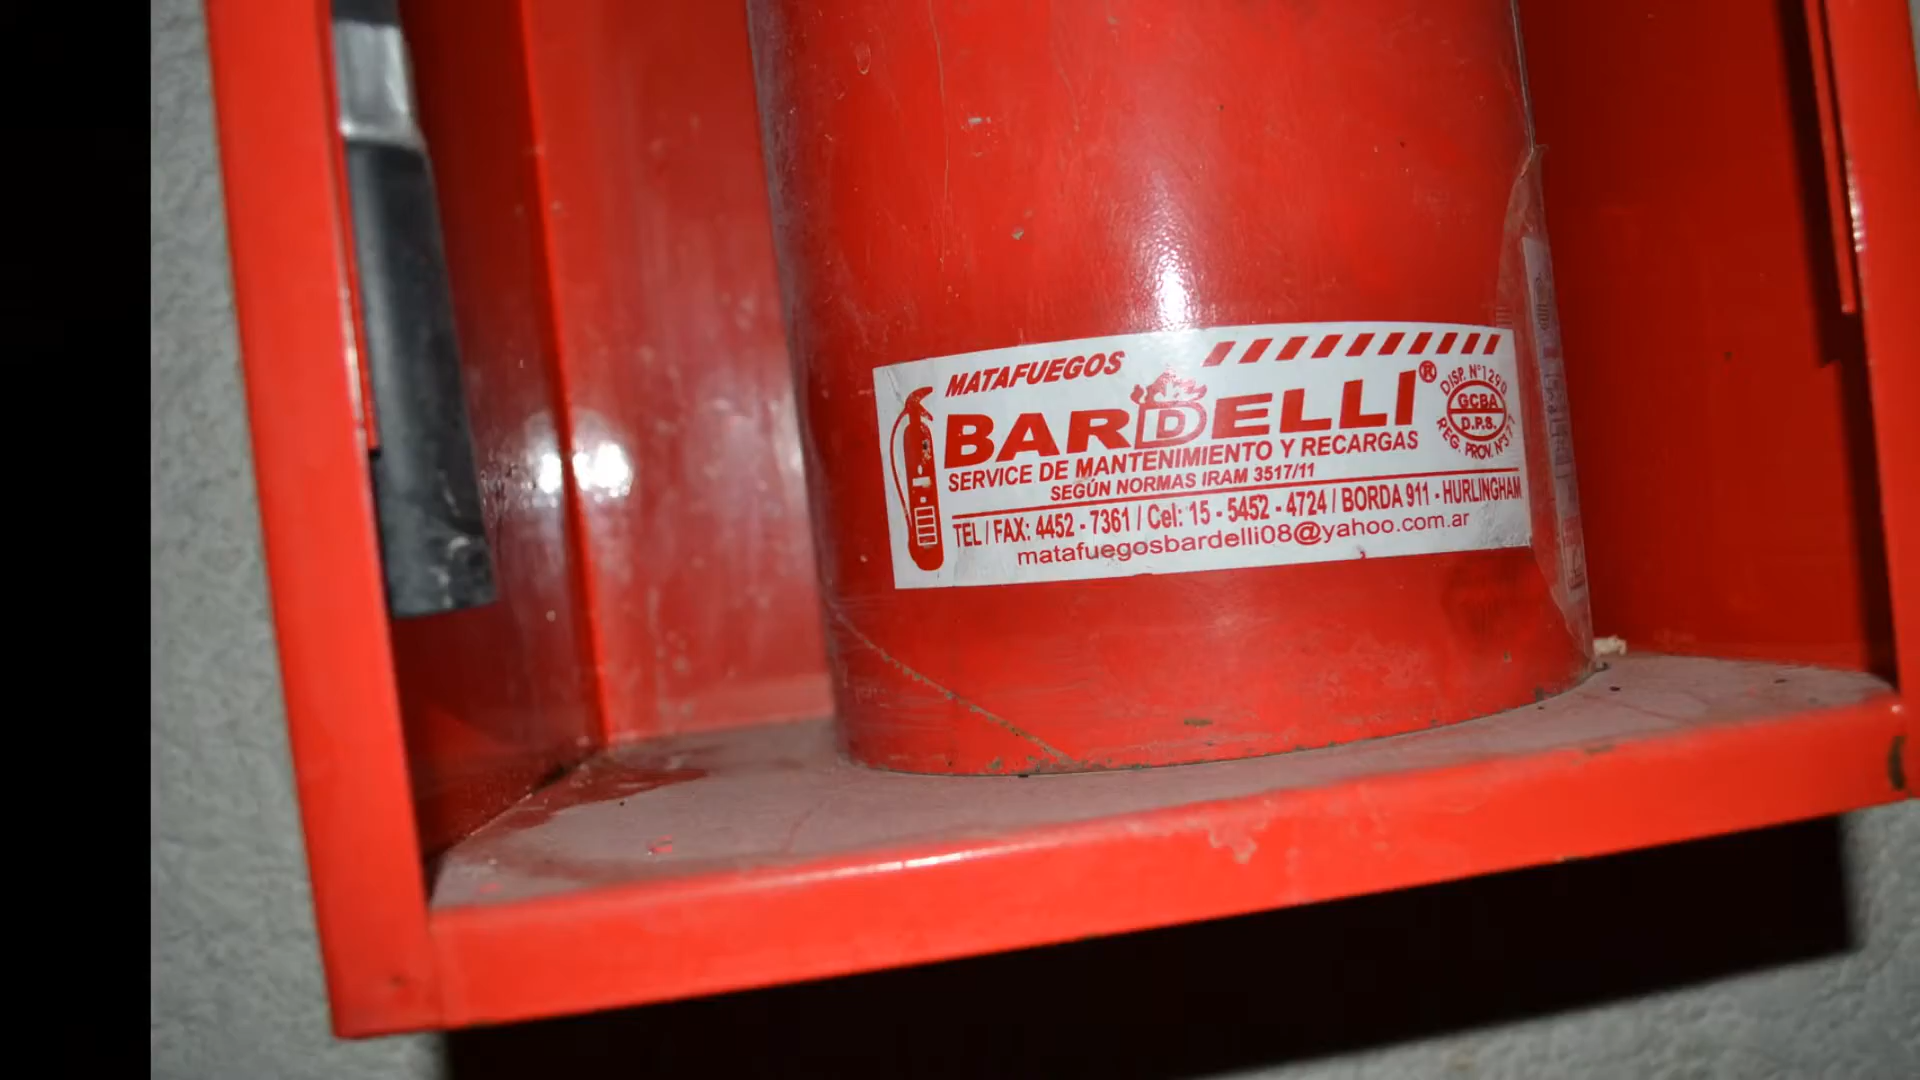 MATAFUEGOS
BARDELLI®
SERVICE DE MANTENIMIENTO Y RECARGAS
SEGÚN NORMAS IRAM 3517/11
TEL / FAX: 4452 - 7361 / Cel: 15 - 5452 - 4724 / BORDA 911 - HURLINGHAM
matafuegosbardelli08@yahoo.com.ar
DISP. N°1290
GCBA
D.P.S.
REG. PROV. N°377